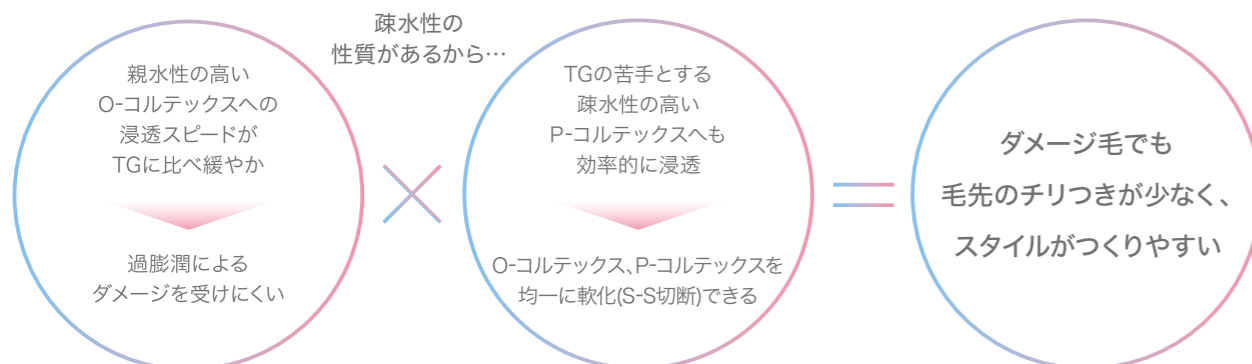 疎水性の
性質があるから…
親水性の高い
O-コルテックスへの
浸透スピードが
TGに比べ緩やか
過膨潤による
ダメージを受けにくい
×
TGの苦手とする
疎水性の高い
P-コルテックスへも
効率的に浸透
O-コルテックス、P-コルテックスを
均一に軟化(S-S切断)できる
=
ダメージ毛でも
毛先のチリつきが少なく、
スタイルがつくりやすい